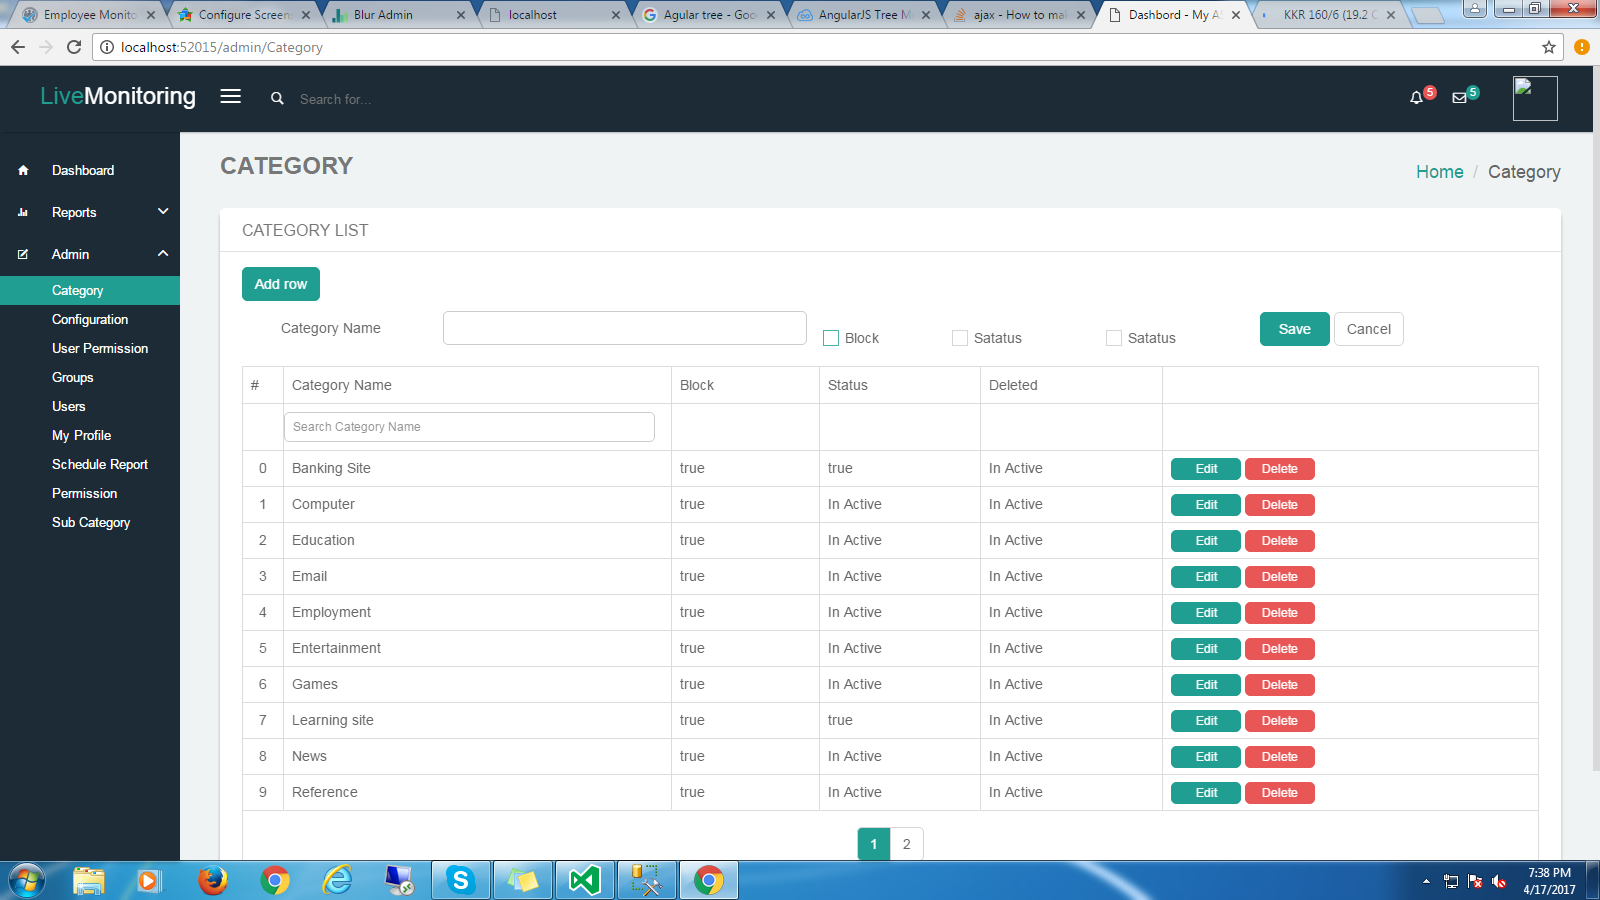 Employee Monito
Configure Screen
Blur Admin
localhost
Agular tree - Goo
AngularJS Tree M
ajax - How to mak
Dashbord - My AS
KKR 160/6 (19.2 O
localhost:52015/admin/Category
LiveMonitoring
Search for...
5
5
Dashboard
Reports
Admin
Category
Configuration
User Permission
Groups
Users
My Profile
Schedule Report
Permission
Sub Category
CATEGORY
Home / Category
CATEGORY LIST
Add row
Category Name Block Satatus Satatus Save Cancel
# Category Name Block Status Deleted
Search Category Name
0 Banking Site true true In Active Edit Delete
1 Computer true In Active In Active Edit Delete
2 Education true In Active In Active Edit Delete
3 Email true In Active In Active Edit Delete
4 Employment true In Active In Active Edit Delete
5 Entertainment true In Active In Active Edit Delete
6 Games true In Active In Active Edit Delete
7 Learning site true true In Active Edit Delete
8 News true In Active In Active Edit Delete
9 Reference true In Active In Active Edit Delete
1 2
7:38 PM
4/17/2017